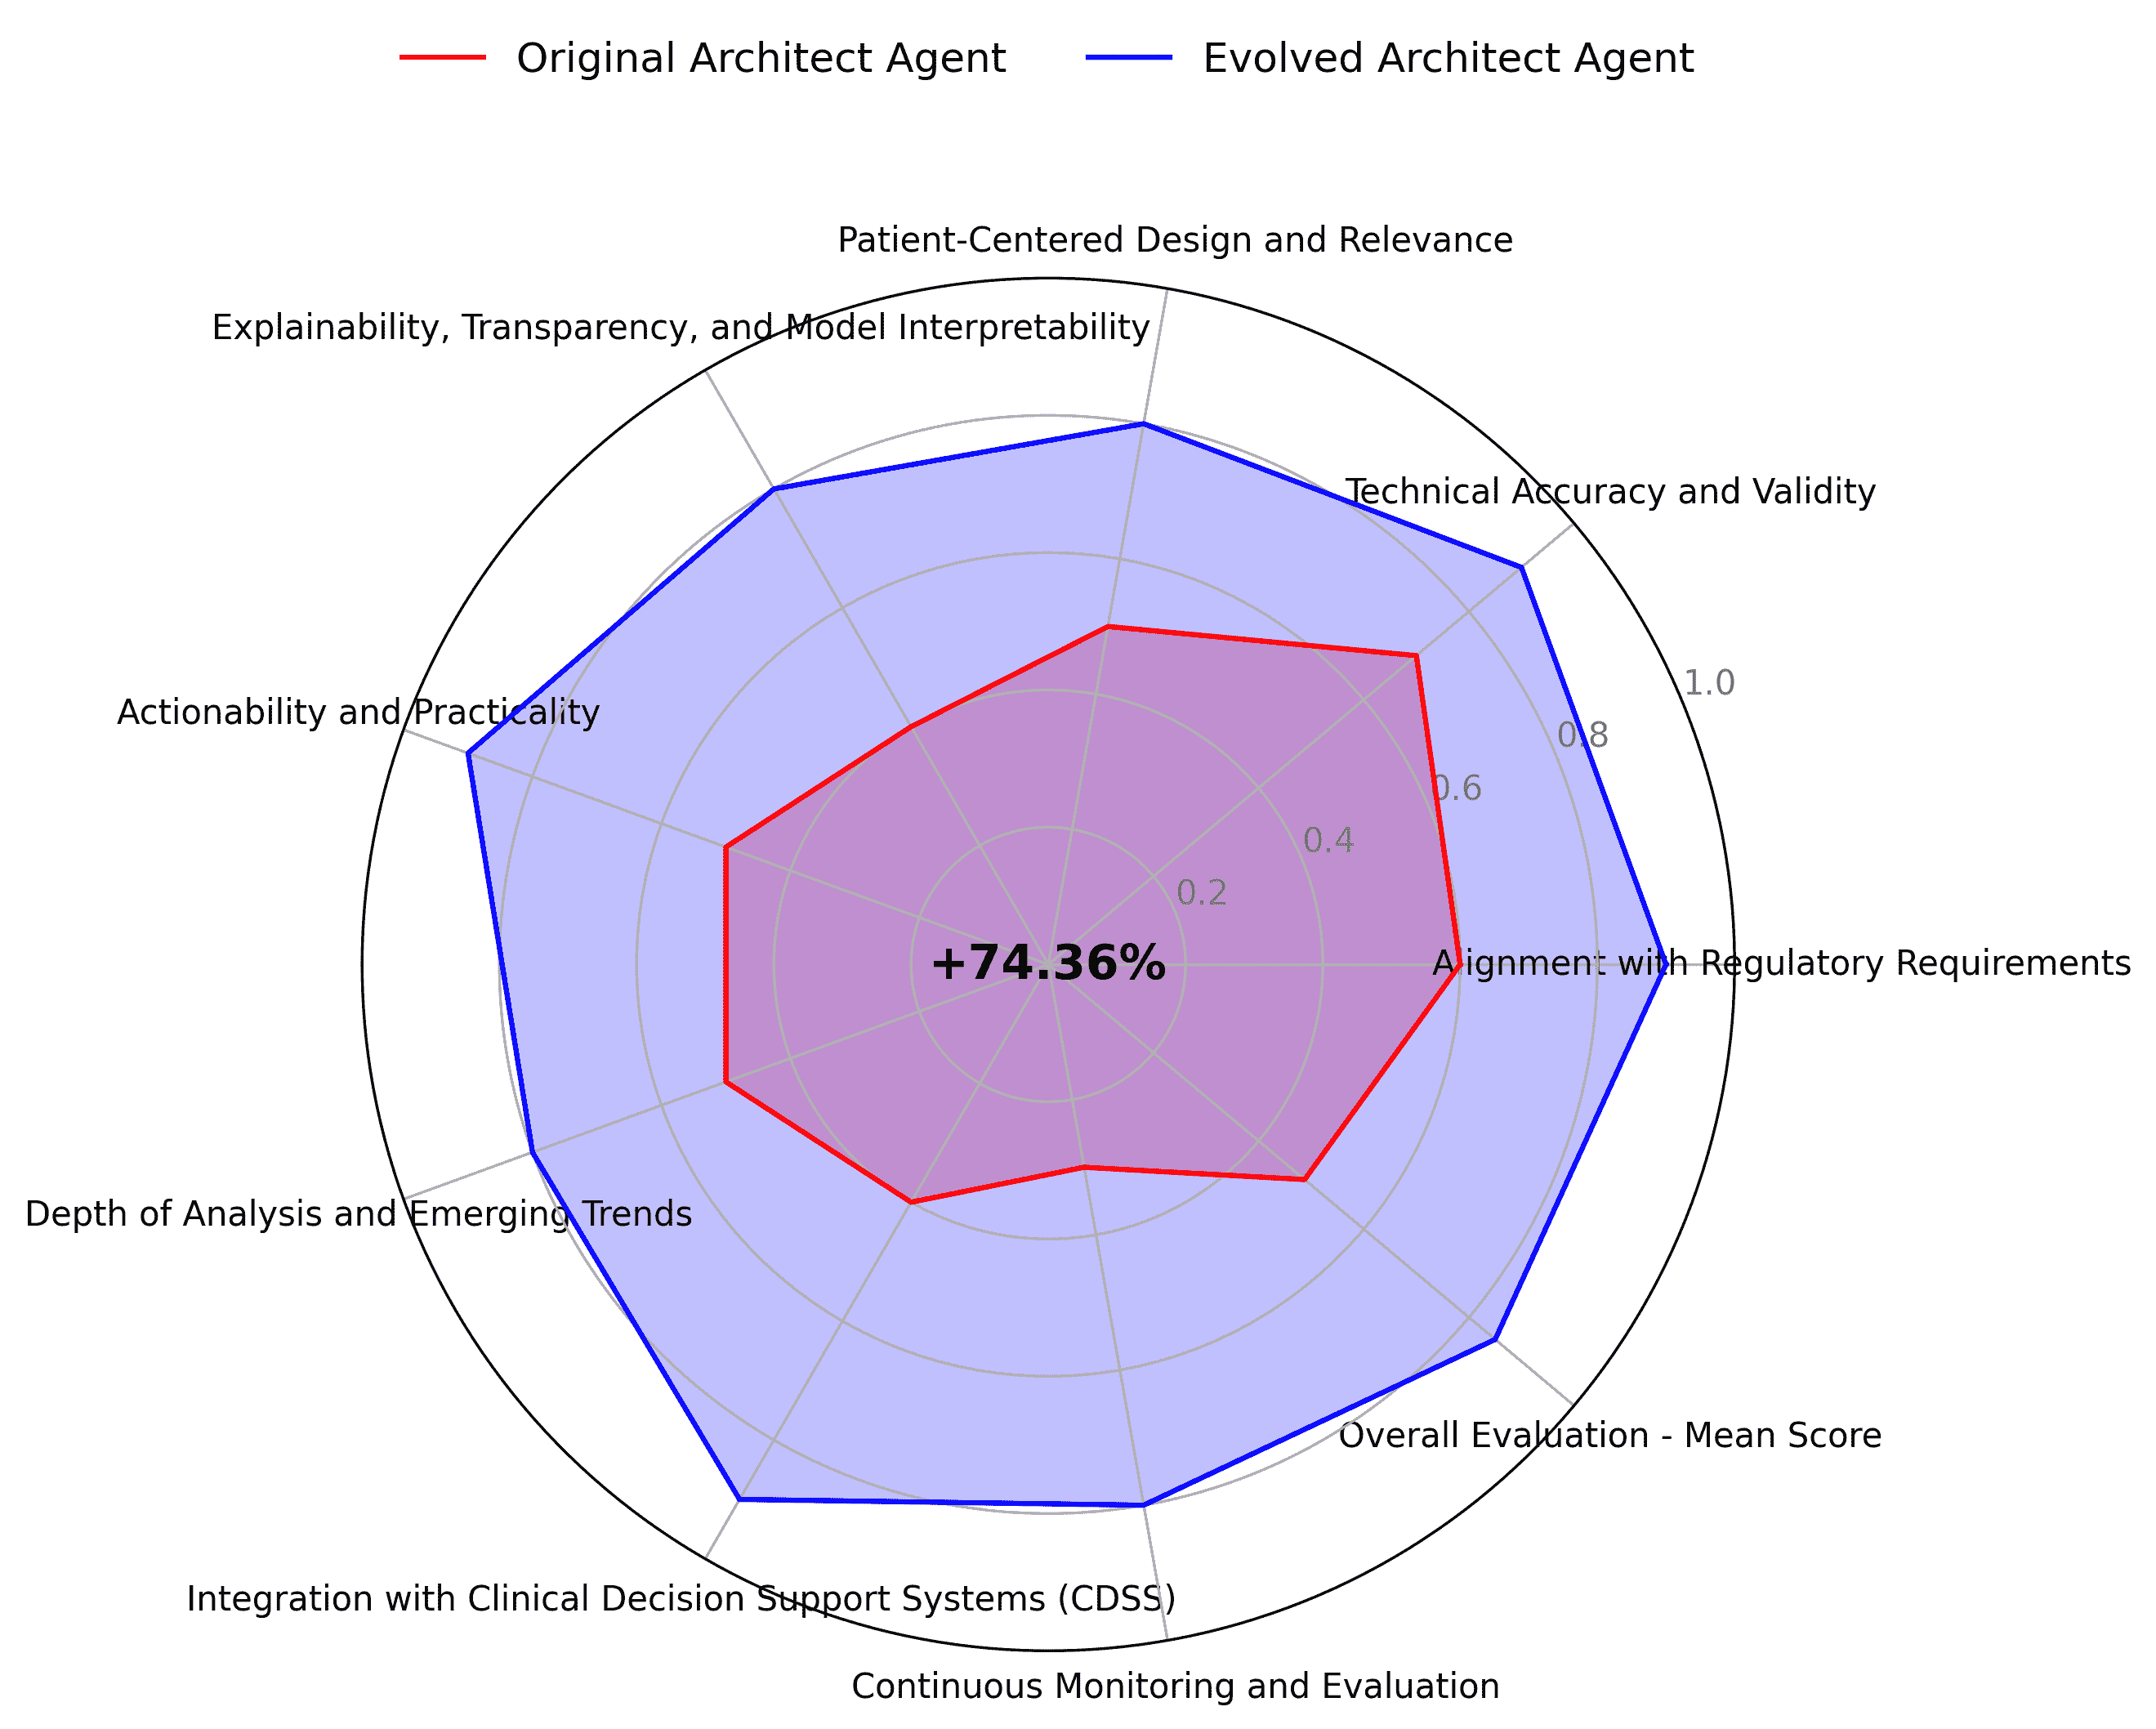 Original Architect Agent
Evolved Architect Agent
Patient-Centered Design and Relevance
Explainability, Transparency, and Model Interpretability
Technical Accuracy and Validity
1.0
Actionability and Practicality
0.8
0.6
0.4
0.2
+74.36%
Alignment with Regulatory Requirements
Depth of Analysis and Emerging Trends
Overall Evaluation - Mean Score
Integration with Clinical Decision Support Systems (CDSS)
Continuous Monitoring and Evaluation